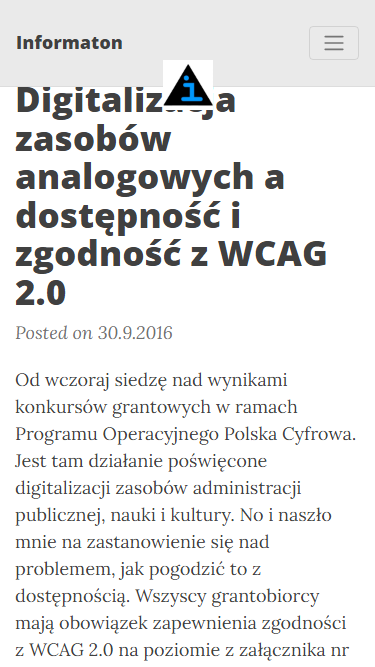 Informaton
Digitalizacja
zasobów
analogowych a
dostępność i
zgodność z WCAG
2.0
Posted on 30.9.2016
Od wczoraj siedzę nad wynikami
konkursów grantowych w ramach
Programu Operacyjnego Polska Cyfrowa.
Jest tam działanie poświęcone
digitalizacji zasobów administracji
publicznej, nauki i kultury. No i naszło
mnie na zastanowienie się nad
problemem, jak pogodzić to z
dostępnością. Wszyscy grantobiorcy
mają obowiązek zapewnienia zgodności
z WCAG 2.0 na poziomie z załącznika nr